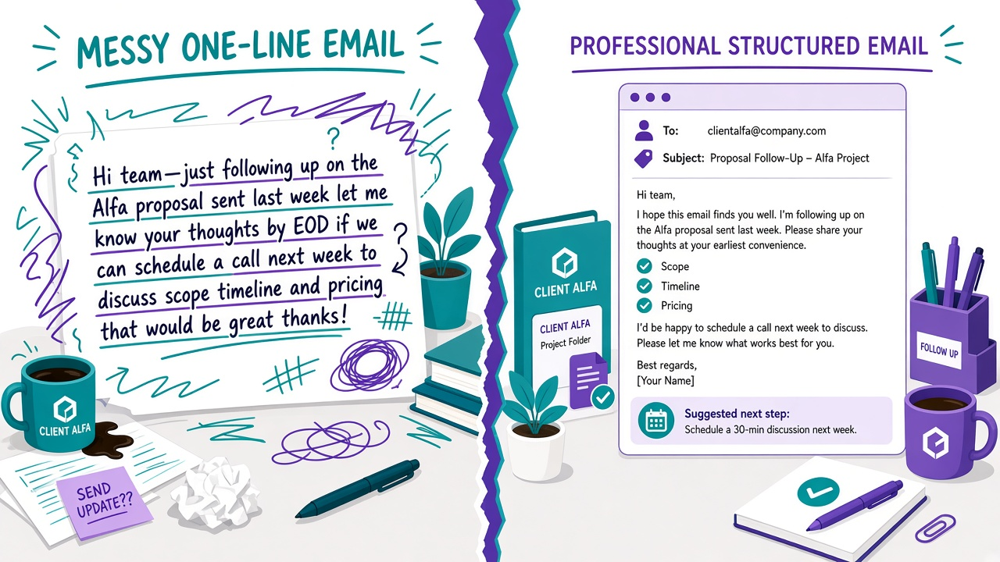 MESSY ONE-LINE EMAIL
?
Hi team—just following up on the
Alfa proposal sent last week let me
know your thoughts by EOD if we
?
can schedule a call next week to
discuss scope timeline and pricing
that would be great thanks!
CLIENT ALFA
SEND
UPDATE??
PROFESSIONAL STRUCTURED EMAIL
To: clientalfa@company.com
Subject: Proposal Follow-Up – Alfa Project
Hi team,
I hope this email finds you well. I'm following up on
the Alfa proposal sent last week. Please share your
thoughts at your earliest convenience.
Scope
Timeline
Pricing
I'd be happy to schedule a call next week to discuss.
Please let me know what works best for you.
Best regards,
[Your Name]
Suggested next step:
Schedule a 30-min discussion next week.
CLIENT ALFA
CLIENT ALFA
Project Folder
FOLLOW UP